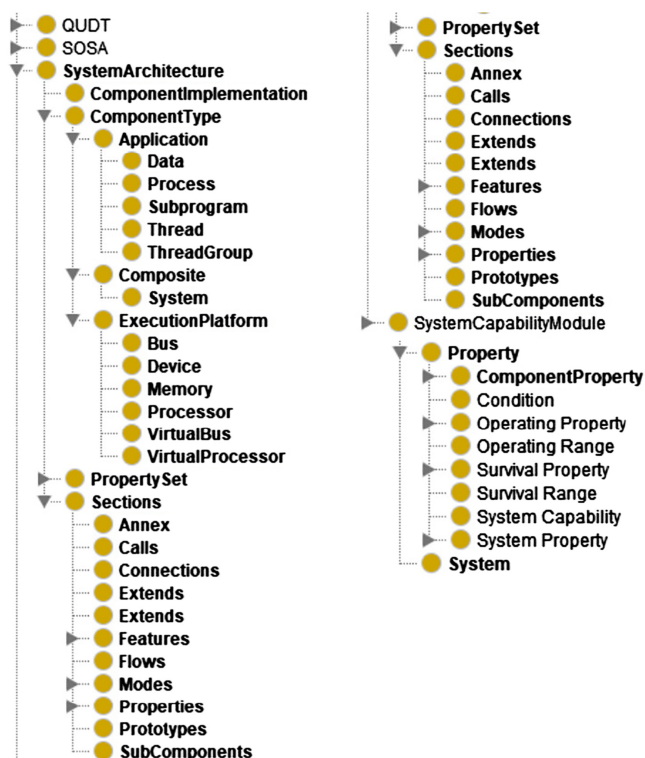 QUDT
SOSA
SystemArchitecture
ComponentImplementation
ComponentType
Application
Data
Process
Subprogram
Thread
ThreadGroup
Composite
System
ExecutionPlatform
Bus
Device
Memory
Processor
VirtualBus
VirtualProcessor
PropertySet
Sections
Annex
Calls
Connections
Extends
Extends
Features
Flows
Modes
Properties
Prototypes
SubComponents
PropertySet
Sections
Annex
Calls
Connections
Extends
Extends
Features
Flows
Modes
Properties
Prototypes
SubComponents
SystemCapabilityModule
Property
ComponentProperty
Condition
Operating Property
Operating Range
Survival Property
Survival Range
System Capability
System Property
System